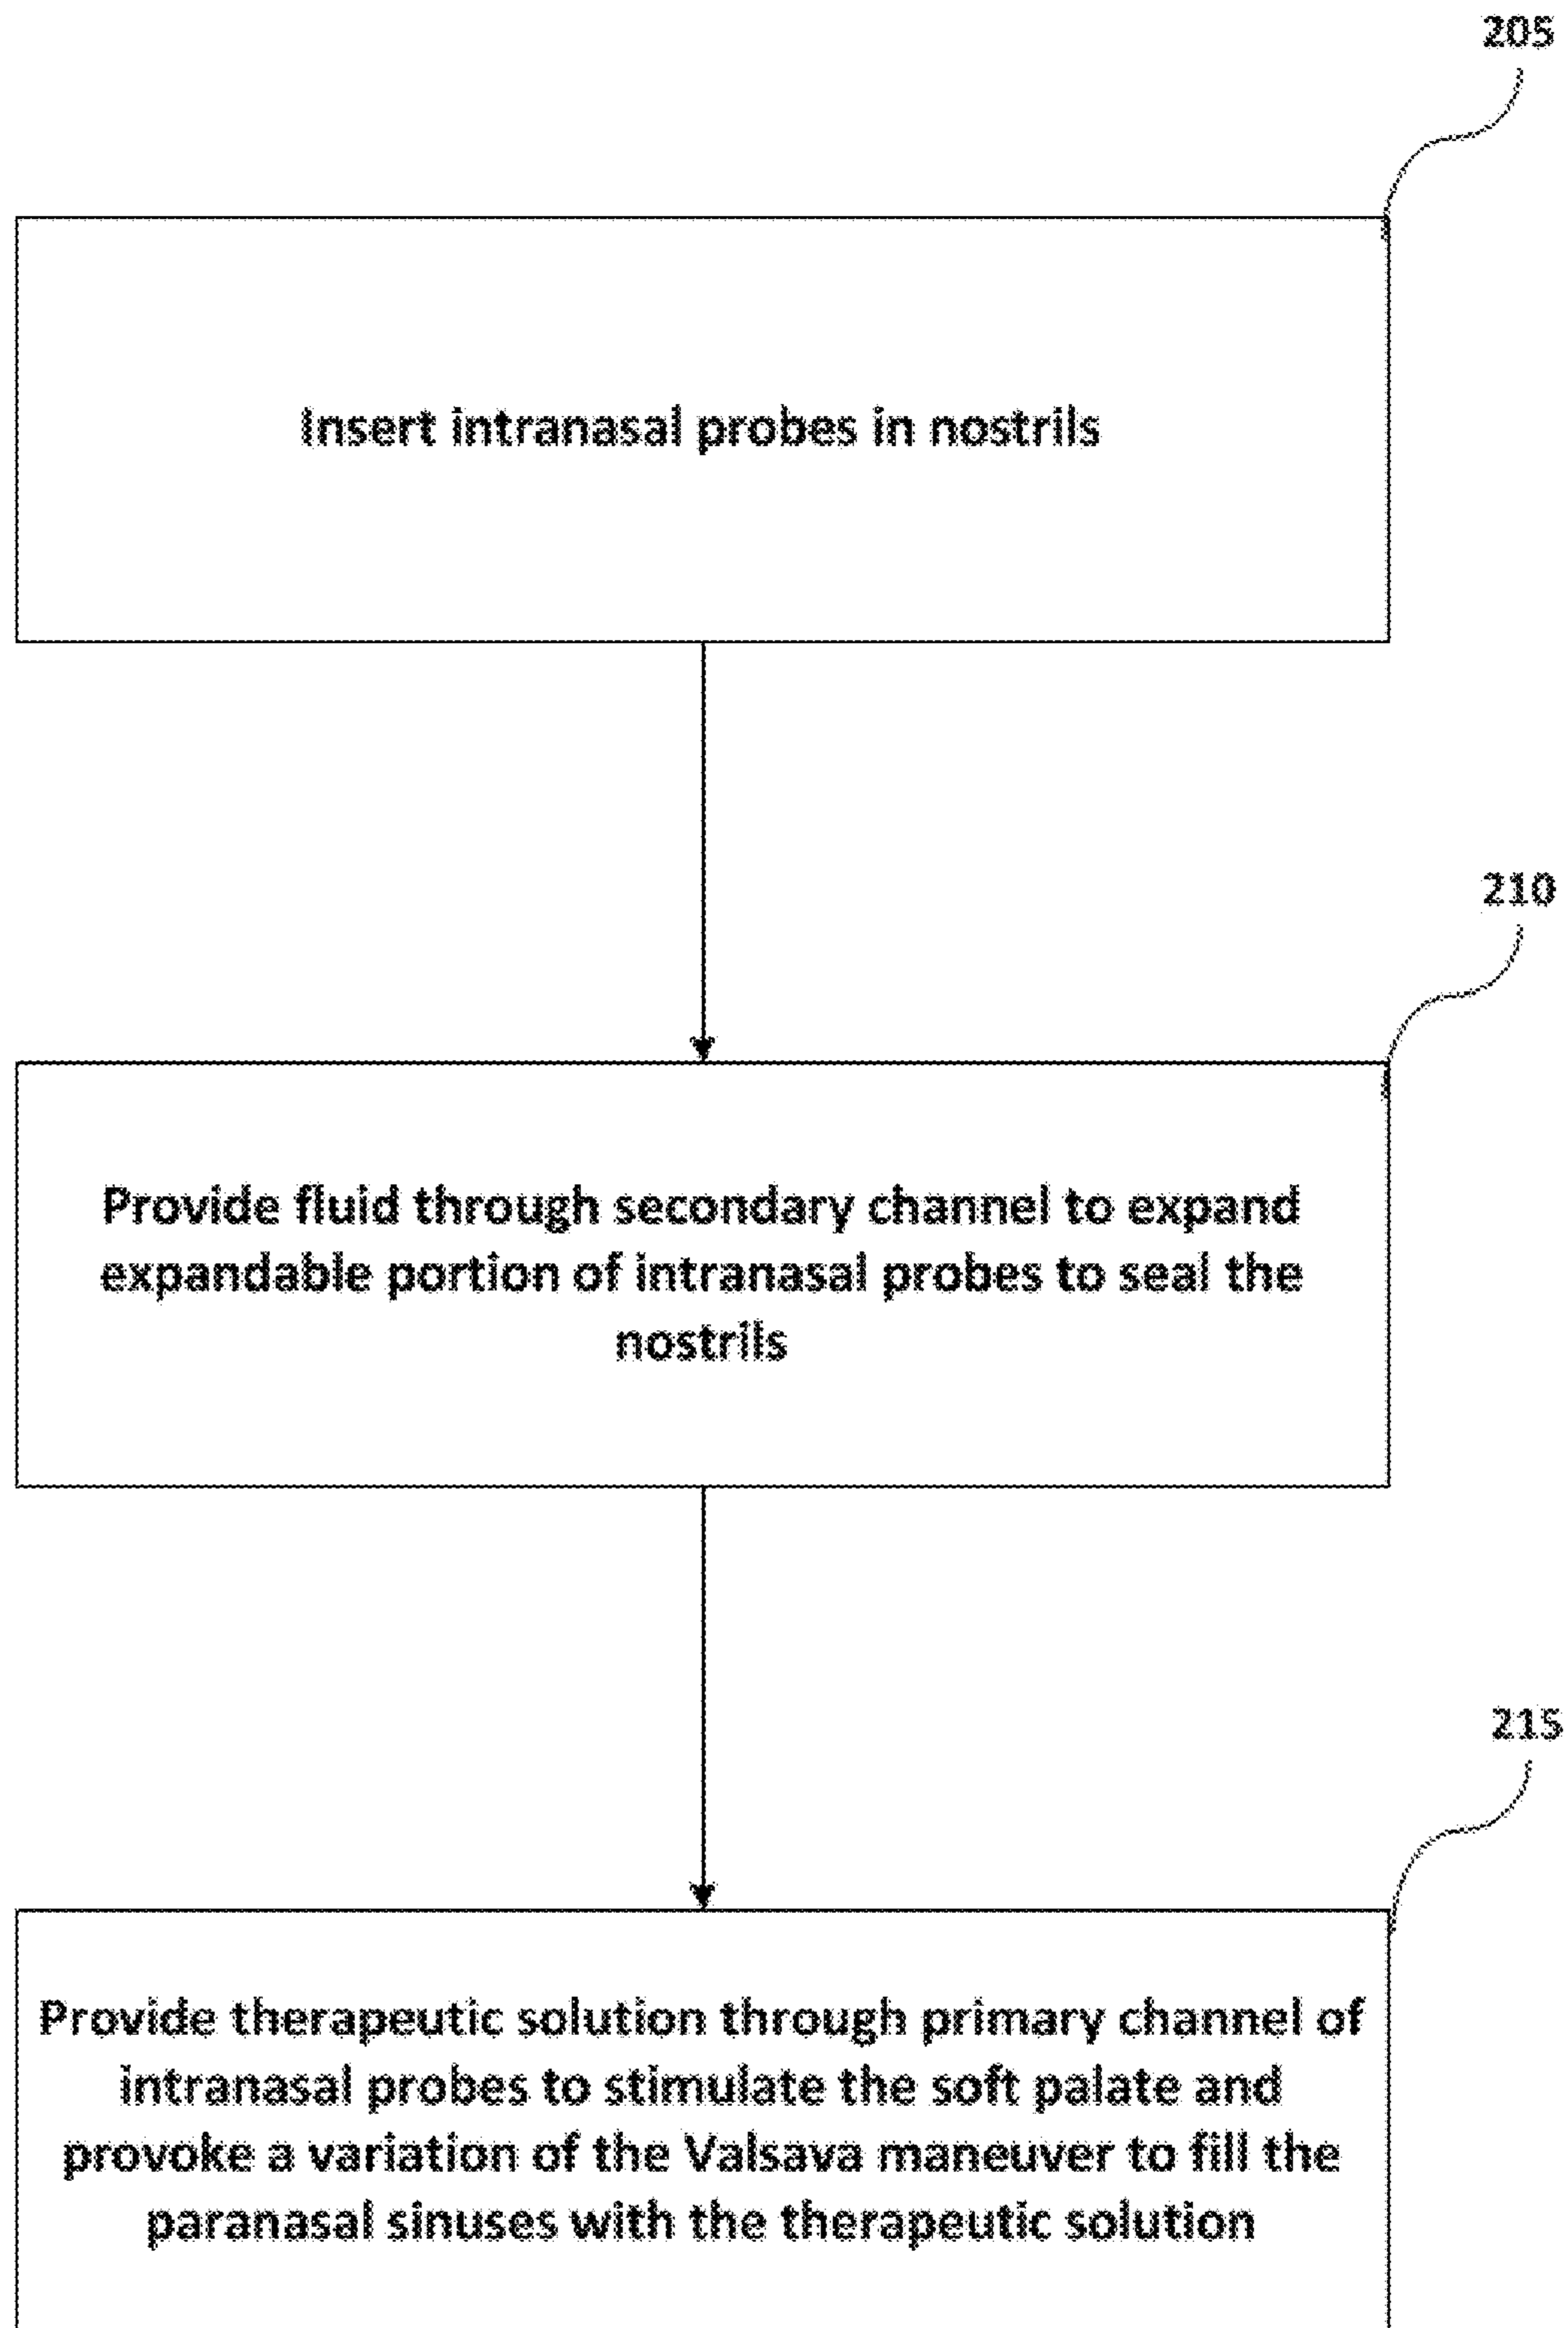 205
Insert intranasal probes in nostrils
210
Provide fluid through secondary channel to expand
expandable portion of intranasal probes to seal the
nostrils
215
Provide therapeutic solution through primary channel of
intranasal probes to stimulate the soft palate and
provoke a variation of the Valsava maneuver to fill the
paranasal sinuses with the therapeutic solution